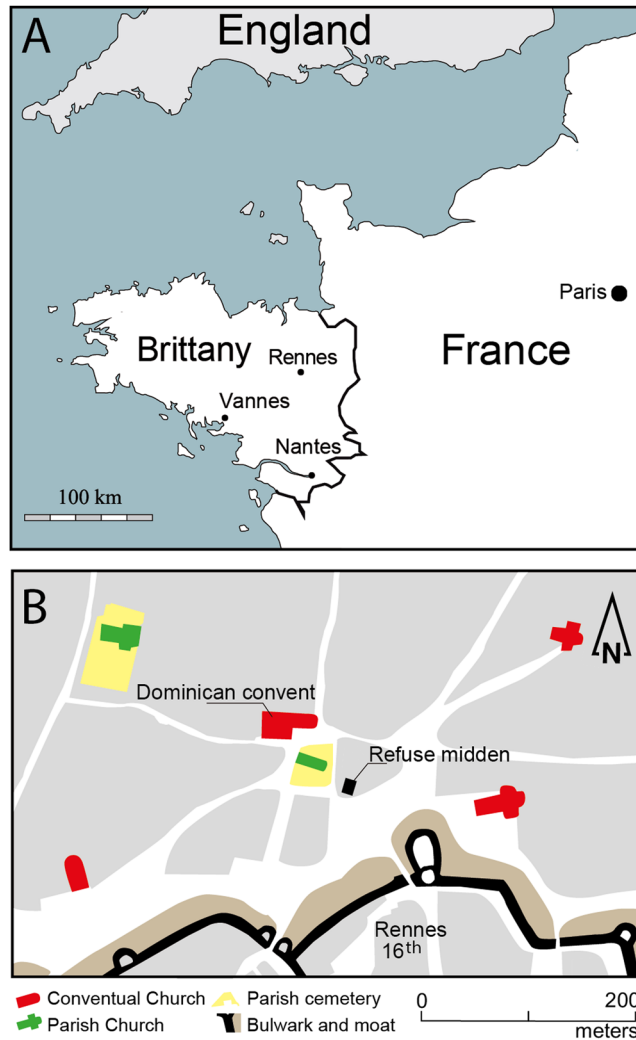 A
England
Paris
Brittany
France
Rennes
Vannes
Nantes
100 km
B
N
Dominican convent
Refuse midden
Rennes
16th
Conventual Church
Parish cemetery
0
200
Parish Church
Bulwark and moat
meters